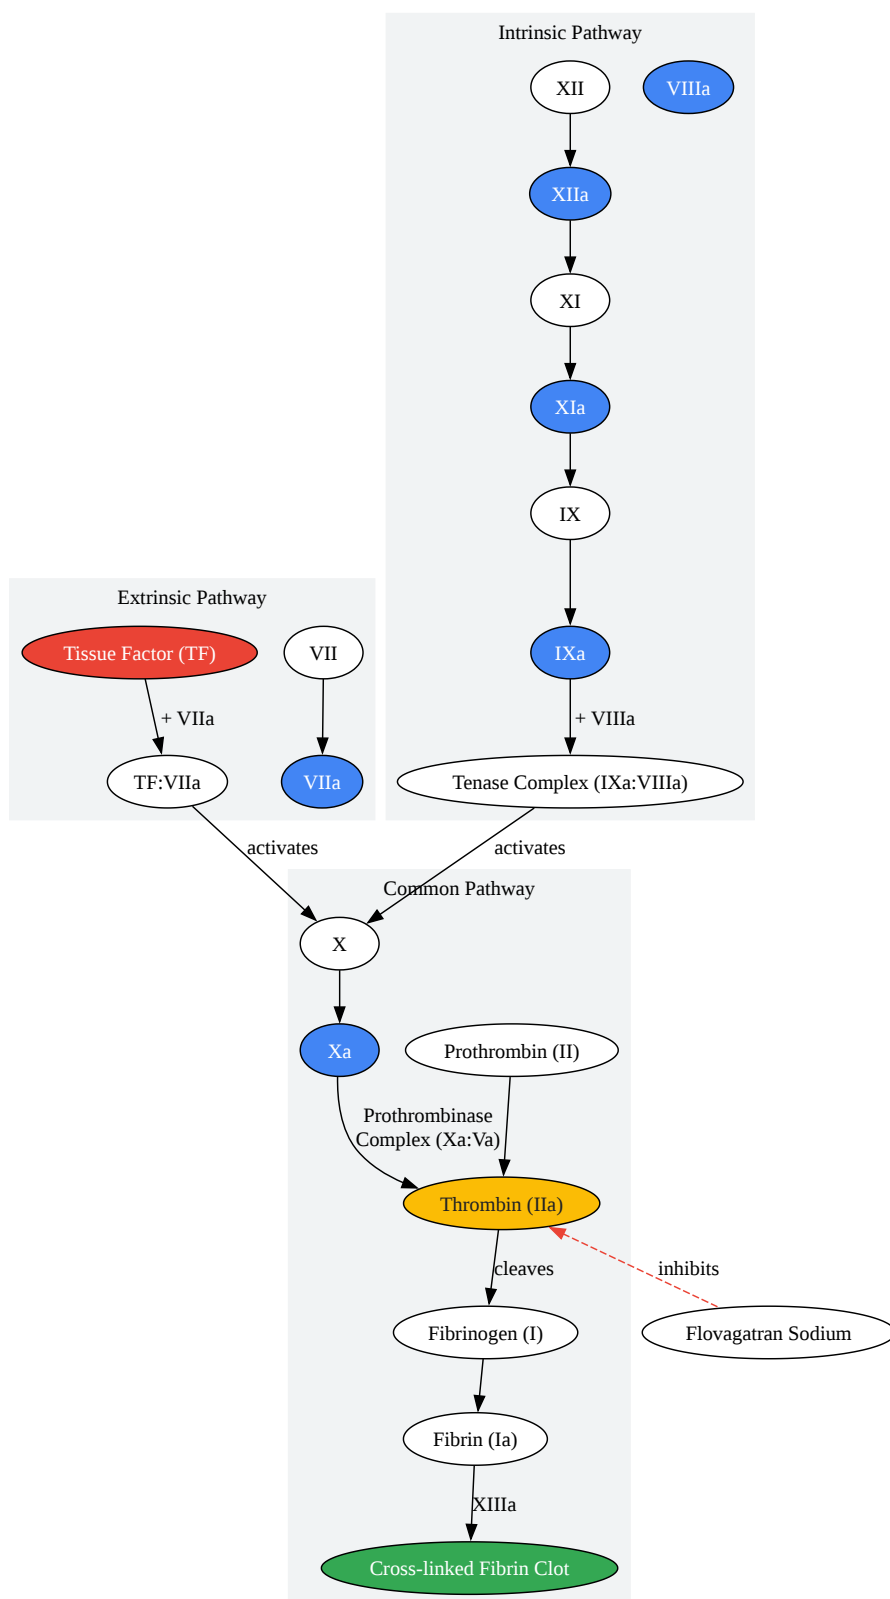 Intrinsic Pathway
XII
VIIIa
XIIa
XI
XIa
IX
Extrinsic Pathway
Tissue Factor (TF)
VII
IXa
+ VIIa
+ VIIIa
TF:VIIa
VIIa
Tenase Complex (IXa:VIIIa)
activates
activates
Common Pathway
X
Xa
Prothrombin (II)
Prothrombinase
Complex (Xa:Va)
Thrombin (IIa)
cleaves
inhibits
Fibrinogen (I)
Flovagatran Sodium
Fibrin (Ia)
XIIIa
Cross-linked Fibrin Clot